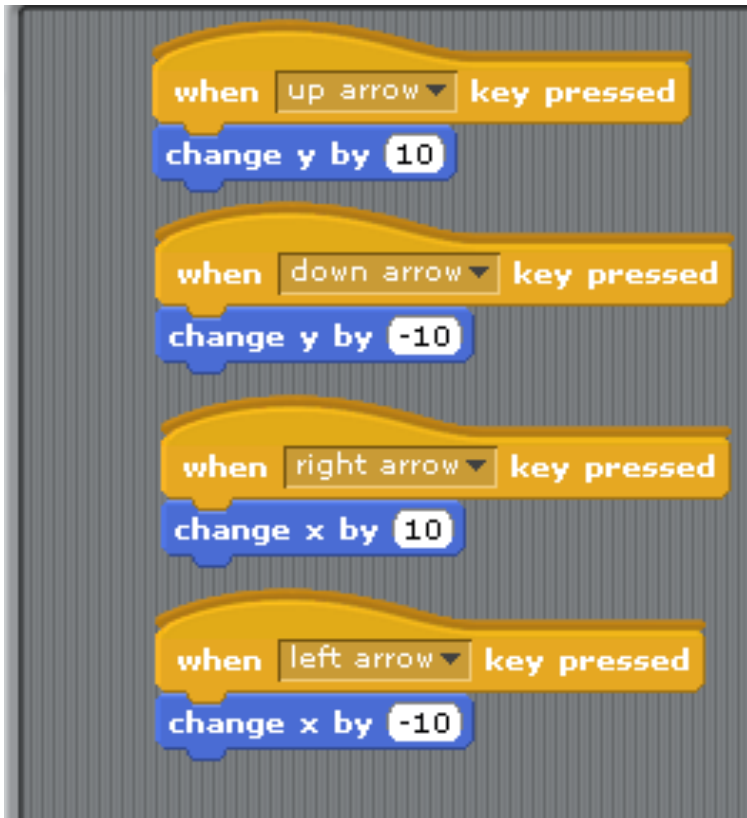 when up arrow key pressed
change y by 10
when down arrow key pressed
change y by -10
when right arrow key pressed
change x by 10
when left arrow key pressed
change x by -10